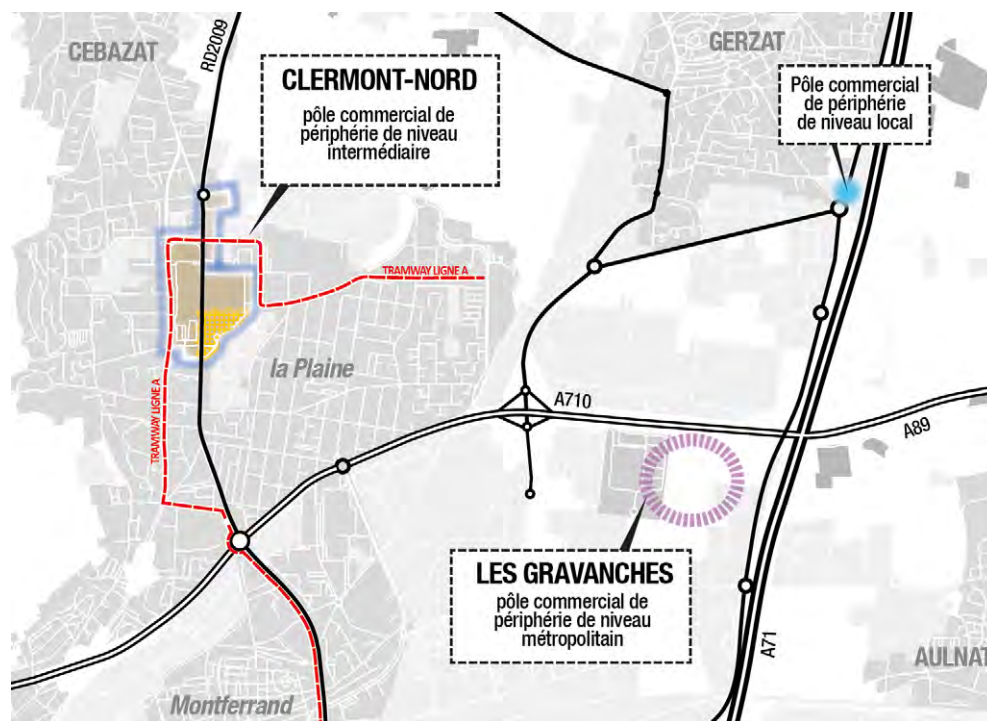 CEBAZAT
RD2009
GERZAT
CLERMONT-NORD
pôle commercial de
périphérie de niveau
intermédiaire
Pôle commercial
de périphérie
de niveau local
TRAMWAY LIGNE A
la Plaine
TRAMWAY LIGNE A
A710
A89
LES GRAVANCHES
pôle commercial de
périphérie de niveau
métropolitain
A71
AULNAT
Montferrand